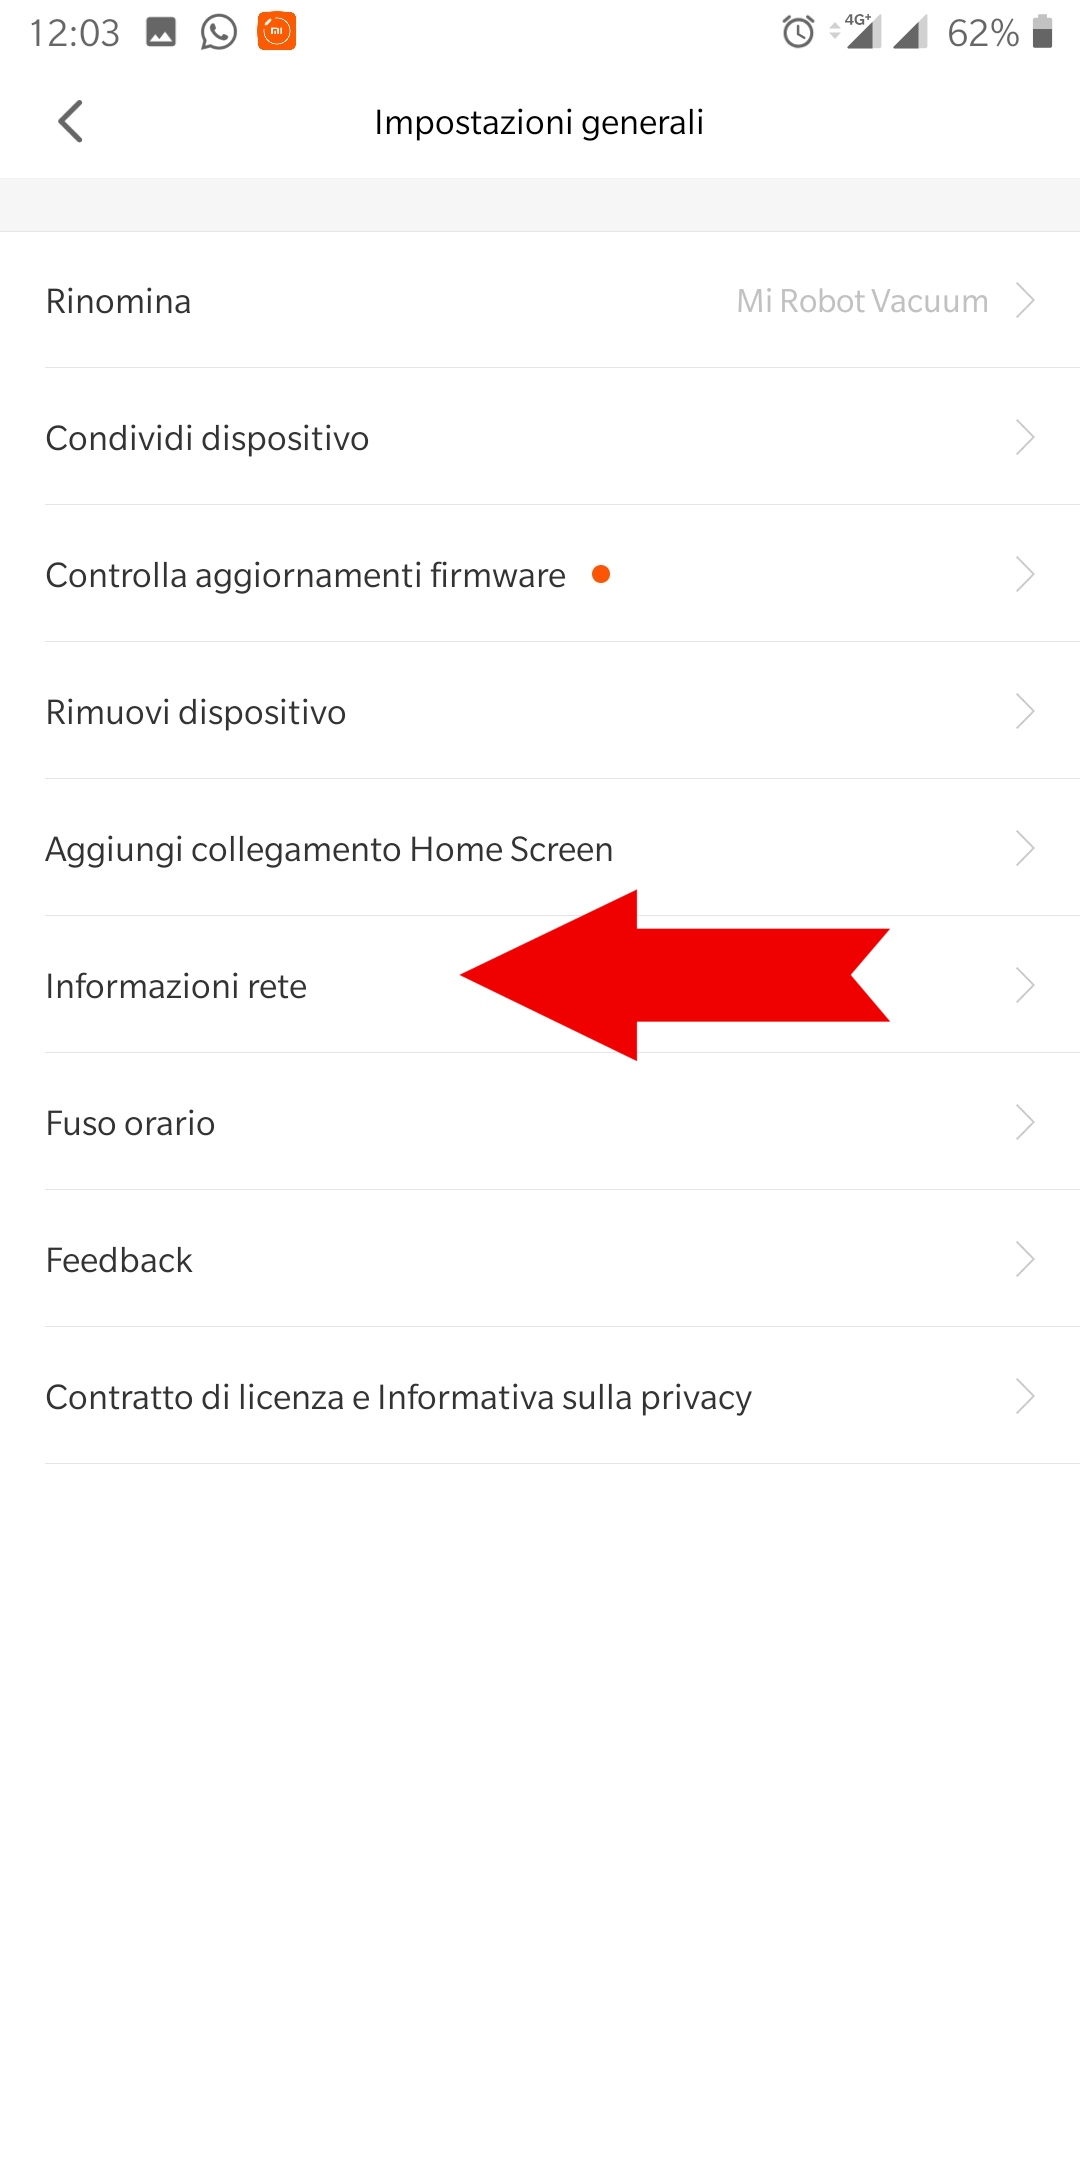 12:03 4G+ 62%
Impostazioni generali
Rinomina Mi Robot Vacuum
Condividi dispositivo
Controlla aggiornamenti firmware
Rimuovi dispositivo
Aggiungi collegamento Home Screen
Informazioni rete
Fuso orario
Feedback
Contratto di licenza e Informativa sulla privacy